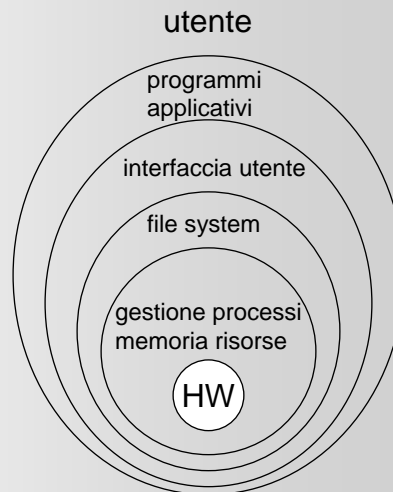 utente
programmi
applicativi
interfaccia utente
file system
gestione processi
memoria risorse
HW